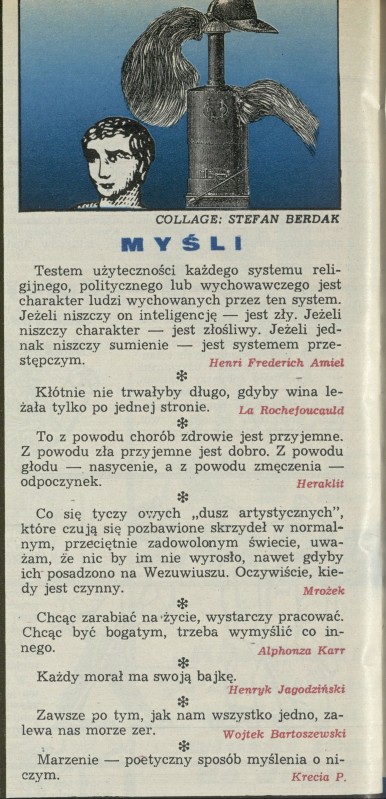 COLLAGE: STEFAN BERDAK
MYŚLI
Testem użyteczności każdego systemu reli-
gijnego, politycznego lub wychowawczego jest
charakter ludzi wychowanych przez ten system.
Jeżeli niszczy on inteligencję — jest zły. Jeżeli
niszczy charakter — jest złośliwy. Jeżeli jed-
nak niszczy sumienie — jest systemem prze-
stępczym. Henri Frederich Amiel
*
Kłótnie nie trwałyby długo, gdyby wina le-
żała tylko po jednej stronie. La Rochefoucauld
*
To z powodu chorób zdrowie jest przyjemne.
Z powodu zła przyjemne jest dobro. Z powodu
głodu — nasycenie, a z powodu zmęczenia —
odpoczynek. Heraklit
*
Co się tyczy owych „dusz artystycznych”,
które czują się pozbawione skrzydeł w normal-
nym, przeciętnie zadowolonym świecie, uwa-
żam, że nic by im nie wyrosło, nawet gdyby
ich posadzono na Wezuwiuszu. Oczywiście, kie-
dy jest czynny. Mrożek
*
Chcąc zarabiać na życie, wystarczy pracować.
Chcąc być bogatym, trzeba wymyślić co in-
nego. Alphonza Karr
*
Każdy morał ma swoją bajkę.
Henryk Jagodziński
*
Zawsze po tym, jak nam wszystko jedno, za-
lewa nas morze zer. Wojtek Bartoszewski
*
Marzenie — poetyczny sposób myślenia o ni-
czym. Krecia P.